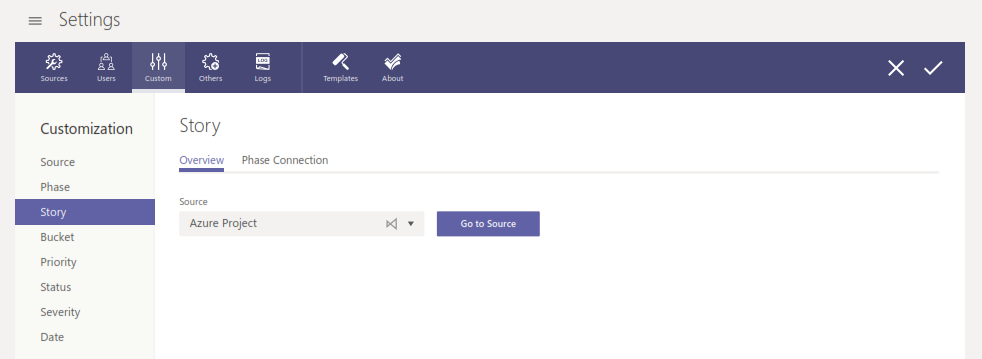 Settings
Sources Users Custom Others Logs Templates About
LOG
Customization
Source
Phase
Story
Bucket
Priority
Status
Severity
Date
Story
Overview Phase Connection
Source
Azure Project
Go to Source